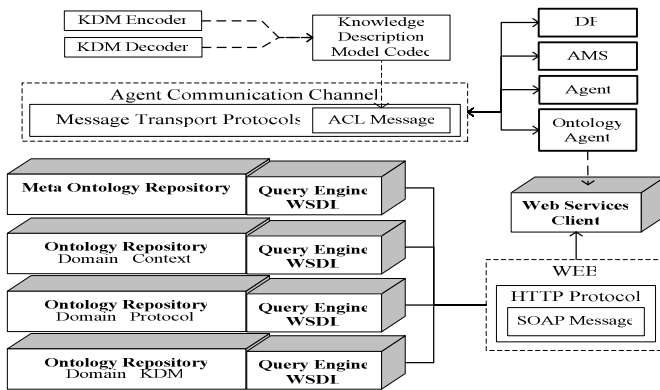 KDM Encoder
KDM Decoder
Knowledge
Description
Model Codec
DF
AMS
Agent
Ontology
Agent
Agent Communication Channel
Message Transport Protocols
ACL Message
Meta Ontology Repository
Query Engine
WSDL
Ontology Repository
Domain Context
Query Engine
WSDL
Ontology Repository
Domain Protocol
Query Engine
WSDL
Ontology Repository
Domain KDM
Query Engine
WSDL
Web Services
Client
WEB
HTTP Protocol
SOAP Message